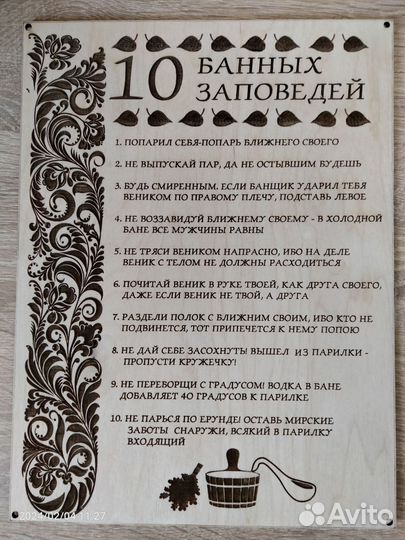 10 БАННЫХ
ЗАПОВЕДЕЙ
1. ПОПАРИЛ СЕБЯ-ПОПАРЬ БЛИЖНЕГО СВОЕГО
2. НЕ ВЫПУСКАЙ ПАР, ДА НЕ ОСТЫВШИМ БУДЕШЬ
3. БУДЬ СМИРЕННЫМ. ЕСЛИ БАНЩИК УДАРИЛ ТЕБЯ
ВЕНИКОМ ПО ПРАВОМУ ПЛЕЧУ, ПОДСТАВЬ ЛЕВОЕ
4. НЕ ВОЗЗАВИДУЙ БЛИЖНЕМУ СВОЕМУ - В ХОЛОДНОЙ
БАНЕ ВСЕ МУЖЧИНЫ РАВНЫ
5. НЕ ТРЯСИ ВЕНИКОМ НАПРАСНО, ИБО НА ДЕЛЕ
ВЕНИК С ТЕЛОМ НЕ ДОЛЖНЫ РАСХОДИТЬСЯ
6. ПОЧИТАЙ ВЕНИК В РУКЕ ТВОЕЙ, КАК ДРУГА СВОЕГО,
ДАЖЕ ЕСЛИ ВЕНИК НЕ ТВОЙ, А ДРУГА
7. РАЗДЕЛИ ПОЛОК С БЛИЖНИМ СВОИМ, ИБО КТО НЕ
ПОДВИНЕТСЯ, ТОТ ПРИПЕЧЕТСЯ К НЕМУ ПОПОЮ
8. НЕ ДАЙ СЕБЕ ЗАСОХНУТЬ! ВЫШЕЛ ИЗ ПАРИЛКИ -
ПРОПУСТИ КРУЖЕЧКУ!
9. НЕ ПЕРЕБОРЩИ С ГРАДУСОМ! ВОДКА В БАНЕ
ДОБАВЛЯЕТ 40 ГРАДУСОВ К ПАРИЛКЕ
10. НЕ ПАРЬСЯ ПО ЕРУНДЕ! ОСТАВЬ МИРСКИЕ
ЗАБОТЫ СНАРУЖИ, ВСЯКИЙ В ПАРИЛКУ
ВХОДЯЩИЙ
2024/02/04 11:27
Avito